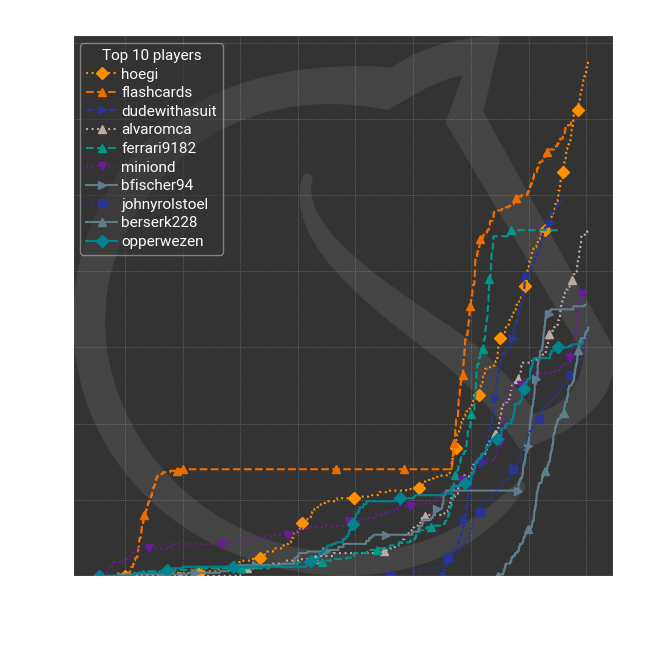 Top 10 players
hoegi
flashcards
dudewithasuit
alvaromca
ferrari9182
miniond
bfischer94
johnyrolstoel
berserk228
opperwezen